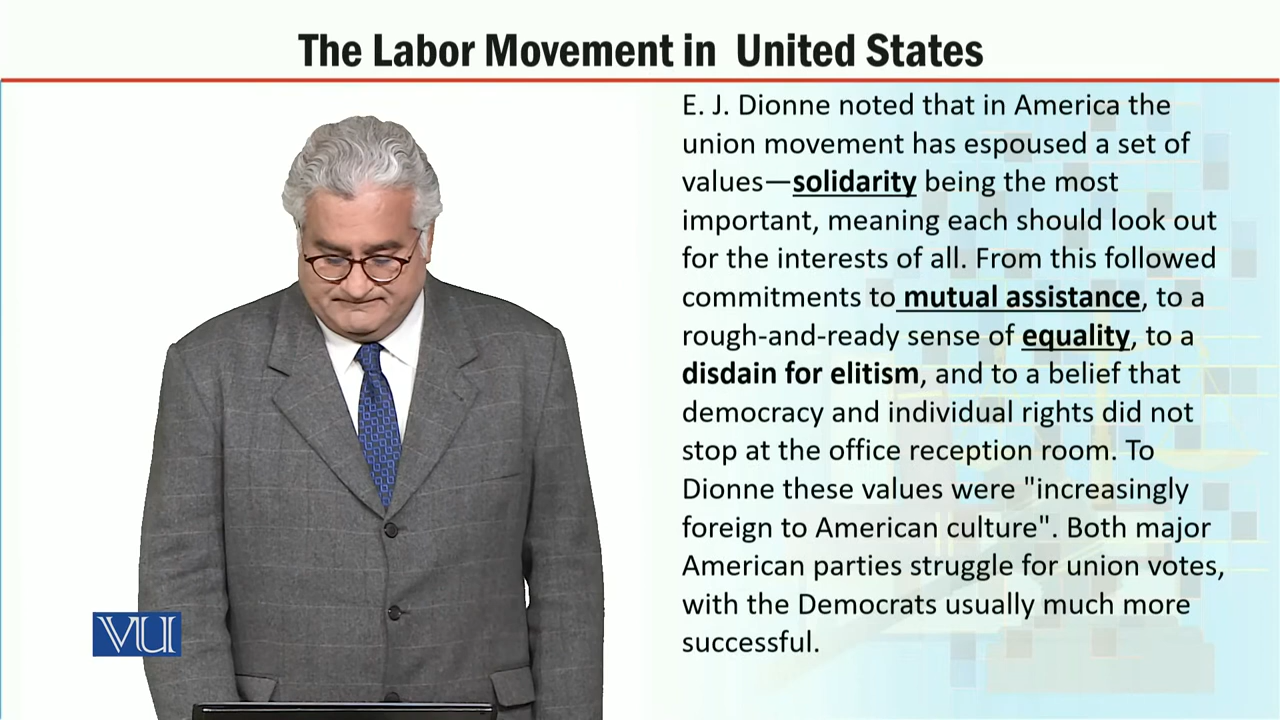 The Labor Movement in United States
E. J. Dionne noted that in America the
union movement has espoused a set of
values—solidarity being the most
important, meaning each should look out
for the interests of all. From this followed
commitments to mutual assistance, to a
rough-and-ready sense of equality, to a
disdain for elitism, and to a belief that
democracy and individual rights did not
stop at the office reception room. To
Dionne these values were "increasingly
foreign to American culture". Both major
American parties struggle for union votes,
with the Democrats usually much more
successful.
VU